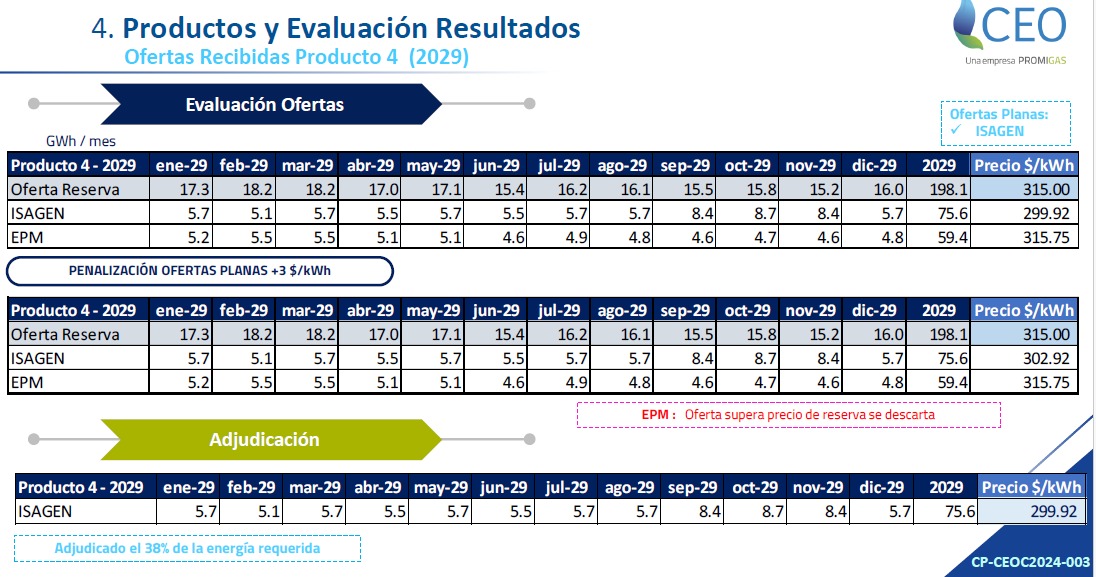 4. Productos y Evaluación Resultados
Ofertas Recibidas Producto 4 (2029)
CEO
Una empresa PROMIGAS
Evaluación Ofertas
Ofertas Planas:
✓ ISAGEN
GWh / mes
Producto 4 - 2029 ene-29 feb-29 mar-29 abr-29 may-29 jun-29 jul-29 ago-29 sep-29 oct-29 nov-29 dic-29 2029 Precio $/kWh
Oferta Reserva 17.3 18.2 18.2 17.0 17.1 15.4 16.2 16.1 15.5 15.8 15.2 16.0 198.1 315.00
ISAGEN 5.7 5.1 5.7 5.5 5.7 5.5 5.7 5.7 8.4 8.7 8.4 5.7 75.6 299.92
EPM 5.2 5.5 5.5 5.1 5.1 4.6 4.9 4.8 4.6 4.7 4.6 4.8 59.4 315.75
PENALIZACIÓN OFERTAS PLANAS +3 $/kWh
Producto 4 - 2029 ene-29 feb-29 mar-29 abr-29 may-29 jun-29 jul-29 ago-29 sep-29 oct-29 nov-29 dic-29 2029 Precio $/kWh
Oferta Reserva 17.3 18.2 18.2 17.0 17.1 15.4 16.2 16.1 15.5 15.8 15.2 16.0 198.1 315.00
ISAGEN 5.7 5.1 5.7 5.5 5.7 5.5 5.7 5.7 8.4 8.7 8.4 5.7 75.6 302.92
EPM 5.2 5.5 5.5 5.1 5.1 4.6 4.9 4.8 4.6 4.7 4.6 4.8 59.4 315.75
EPM : Oferta supera precio de reserva se descarta
Adjudicación
Producto 4 - 2029 ene-29 feb-29 mar-29 abr-29 may-29 jun-29 jul-29 ago-29 sep-29 oct-29 nov-29 dic-29 2029 Precio $/kWh
ISAGEN 5.7 5.1 5.7 5.5 5.7 5.5 5.7 5.7 8.4 8.7 8.4 5.7 75.6 299.92
Adjudicado el 38% de la energía requerida
CP-CEOC2024-003